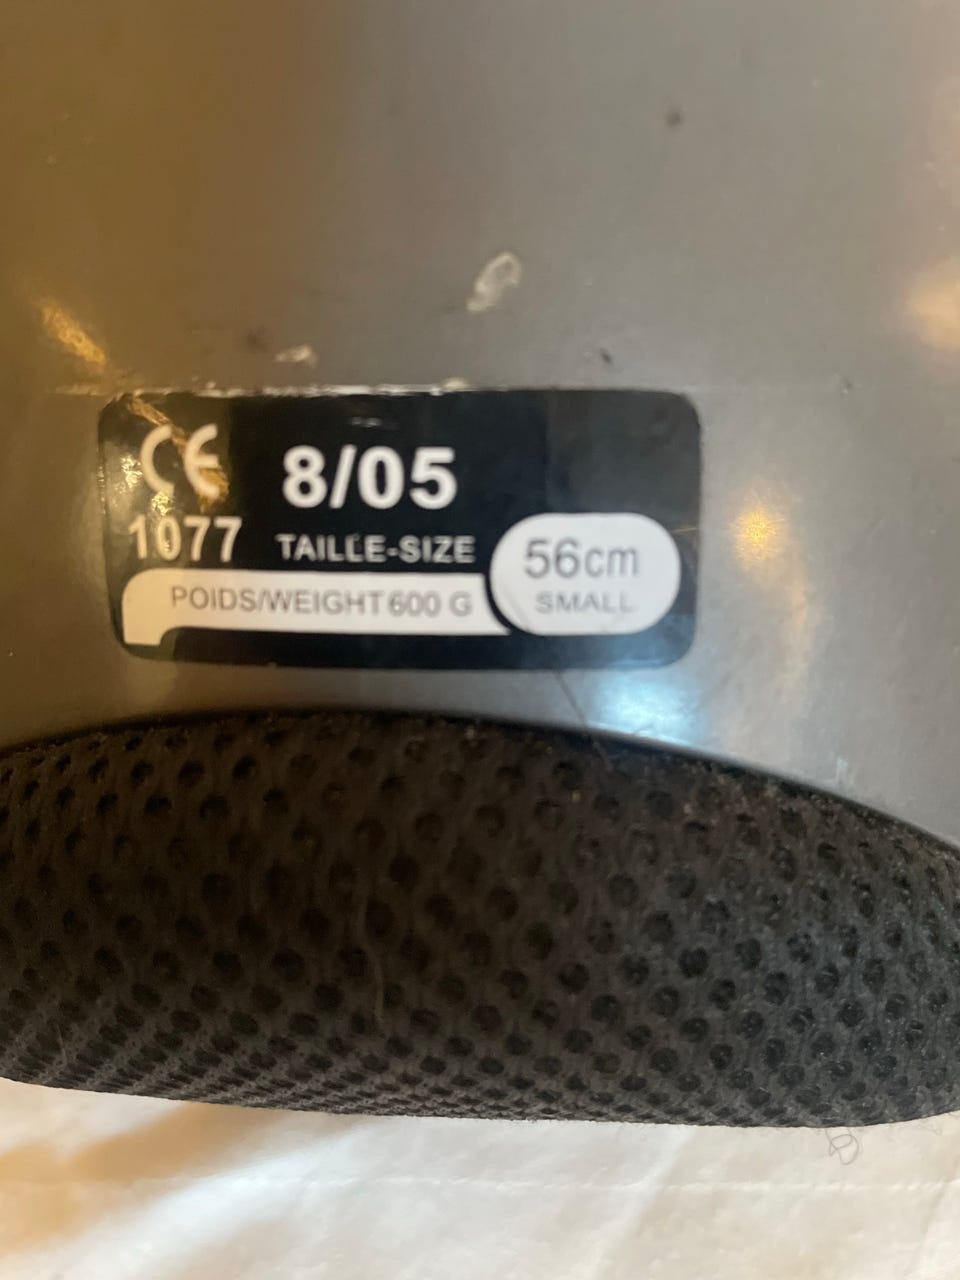 CE 8/05
1077 TAILLE-SIZE 56cm
POIDS/WEIGHT 600 G SMALL